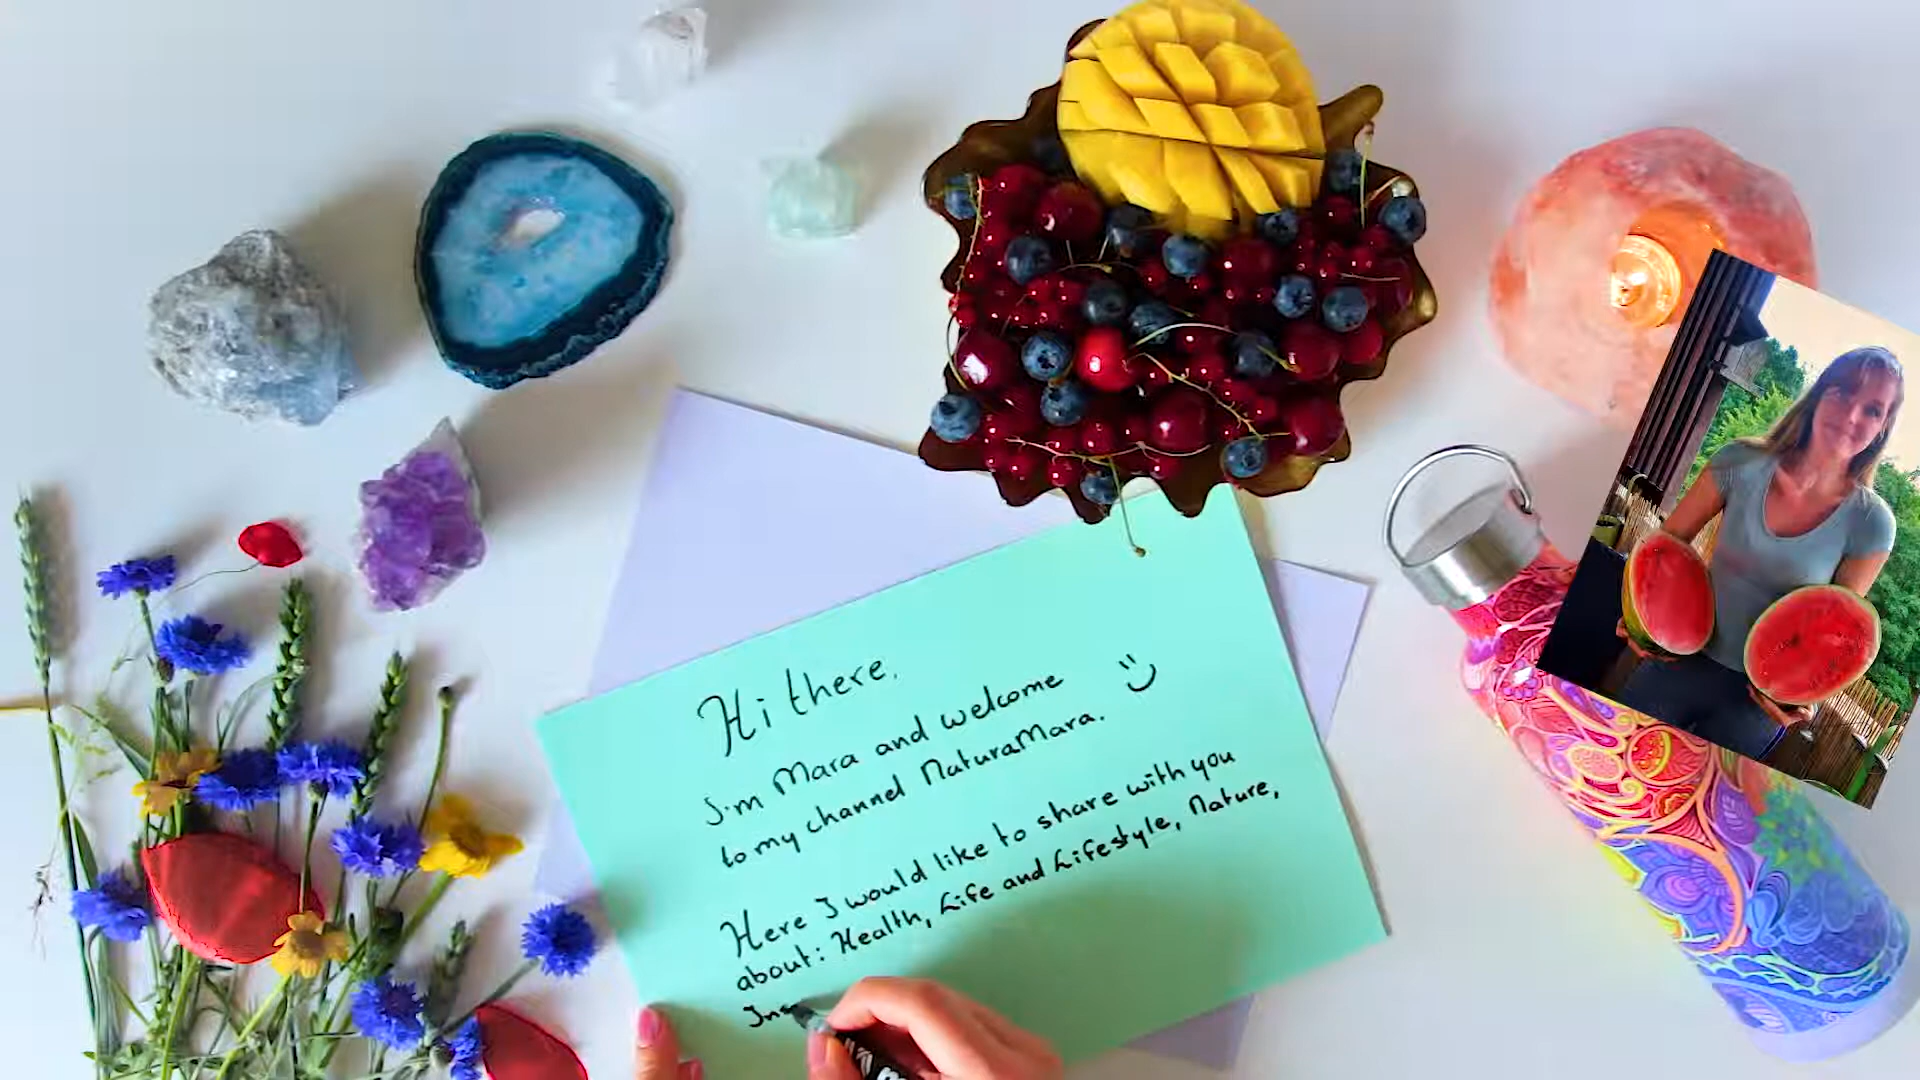 Hi there,
I'm Mara and welcome
to my channel NaturaMara.
Here I would like to share with you
about: Health, Life and Lifestyle, Nature,
Ins